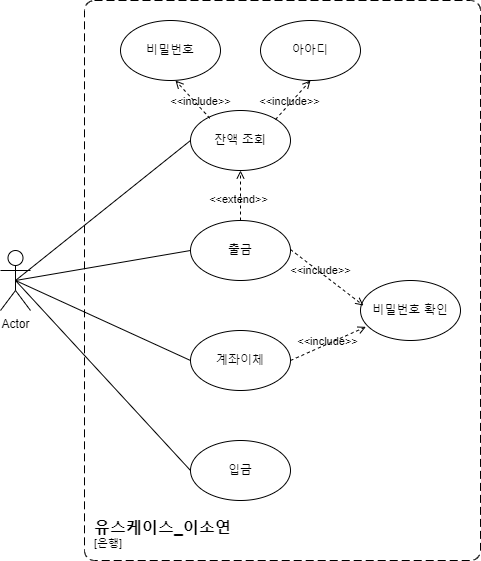 비밀번호
아아디
<<include>>
<<include>>
잔액 조회
<<extend>>
출금
<<include>>
비밀번호 확인
Actor
<<include>>
계좌이체
입금
유스케이스_이소연
[은행]